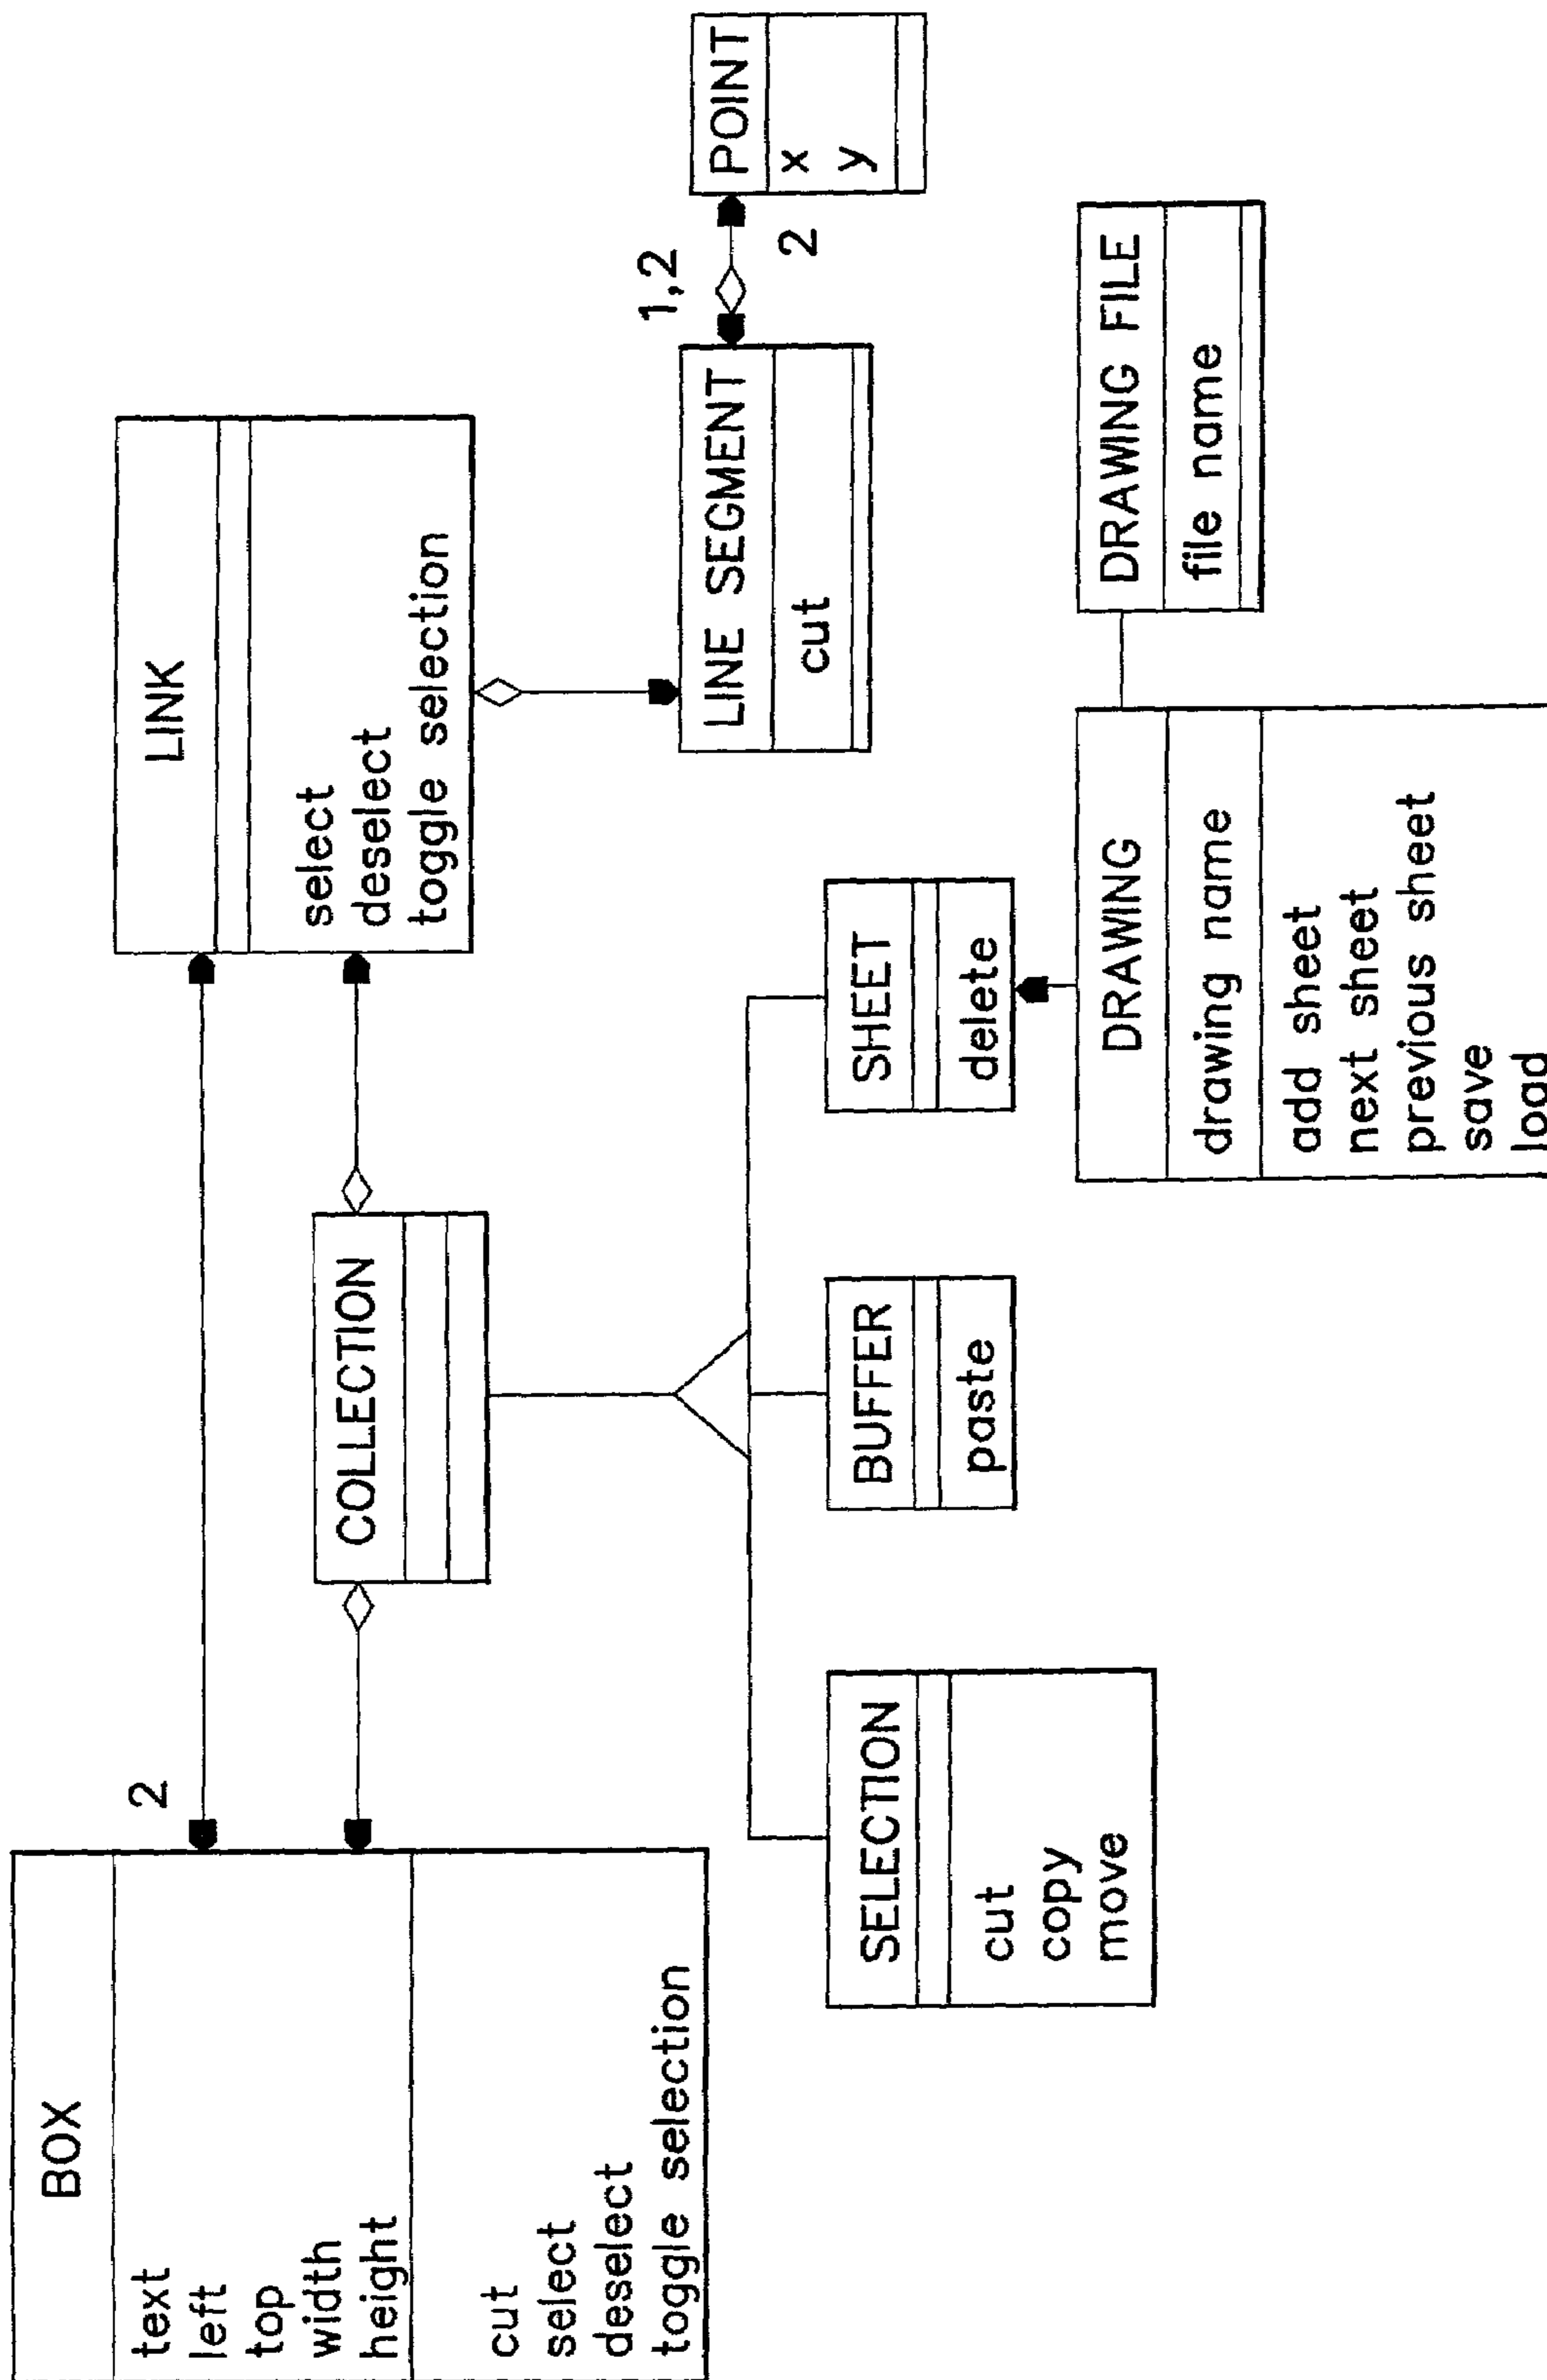 BOX
text
left
top
width
height
cut
select
deselect
toggle selection
2
LINK
select
deselect
toggle selection
COLLECTION
LINE SEGMENT
cut
1,2
2
POINT
x
y
SELECTION
cut
copy
move
BUFFER
paste
SHEET
delete
DRAWING
drawing name
add sheet
next sheet
previous sheet
save
load
DRAWING FILE
file name